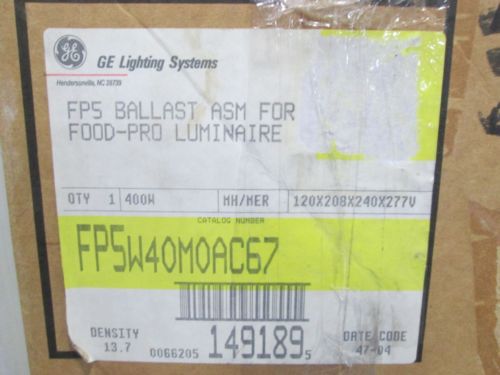 GE GE Lighting Systems
Hendersonville, NC 28739
FP5 BALLAST ASM FOR
FOOD-PRO LUMINAIRE
QTY 1 400W MH/MER 120X208X240X277V
CATALOG NUMBER
FP5W40M0AC67
DENSITY 149189 5 DATE CODE
13.7 0066205 47-04